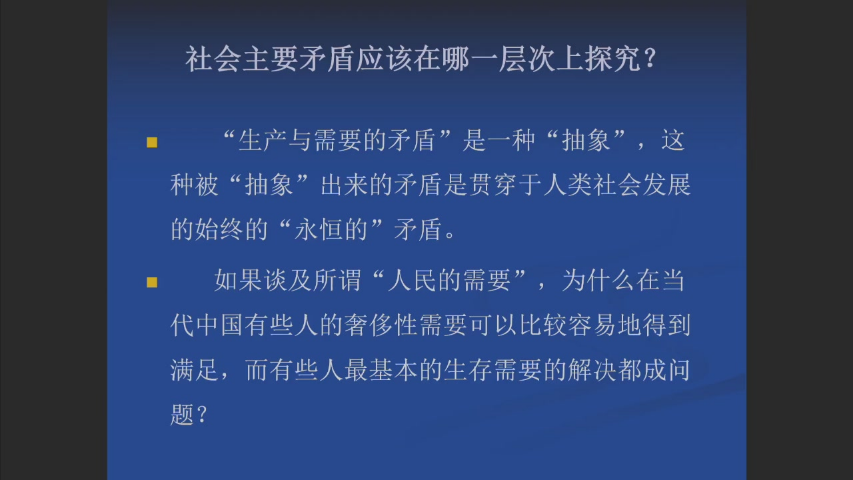 社会主要矛盾应该在哪一层次上探究？
“生产与需要的矛盾”是一种“抽象”，这
种被“抽象”出来的矛盾是贯穿于人类社会发展
的始终的“永恒的”矛盾。
如果谈及所谓“人民的需要”，为什么在当
代中国有些人的奢侈性需要可以比较容易地得到
满足，而有些人最基本的生存需要的解决都成问
题？